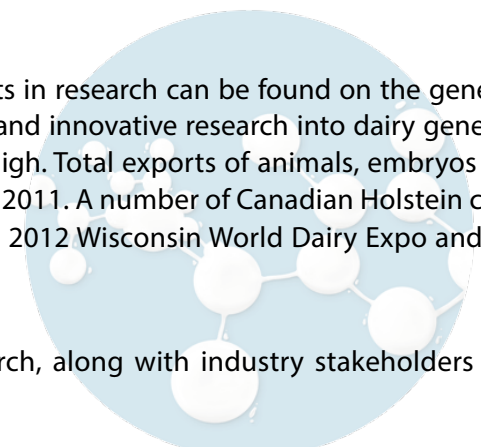 ts in research can be found on the gene
and innovative research into dairy gene
igh. Total exports of animals, embryos
2011. A number of Canadian Holstein c
2012 Wisconsin World Dairy Expo and
rch, along with industry stakeholders